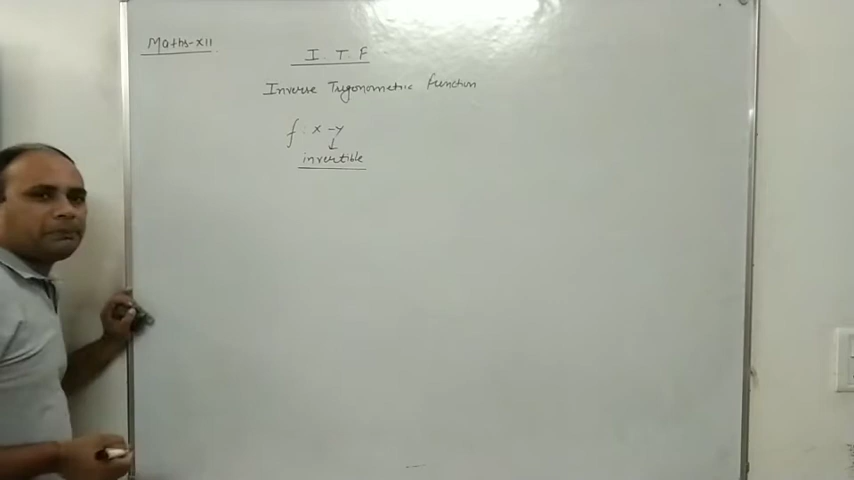 Maths-XII
I.T.F
Inverse Trigonometric function
f: x-y
↓
invertible